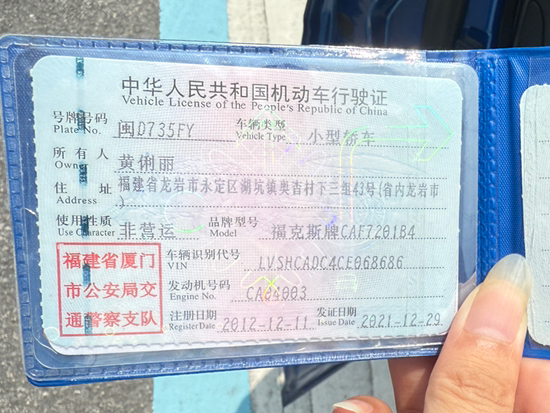 中华人民共和国机动车行驶证
Vehicle License of the People's Republic of China
号牌号码 闽D735FY 车辆类型 小型轿车
Plate No. Vehicle Type
所有人 黄俐丽
Owner
住址 福建省龙岩市永定区湖坑镇奥吉村下三组43号(省内龙岩市
Address )
使用性质 非营运 品牌型号 福克斯牌CAF7201B4
Use Character Model
福建省厦门
市公安局交
通警察支队
车辆识别代号 LVSHCADC4CE068686
VIN
发动机号码
Engine No.
注册日期 2012-12-11 发证日期 2021-12-29
Register Date Issue Date